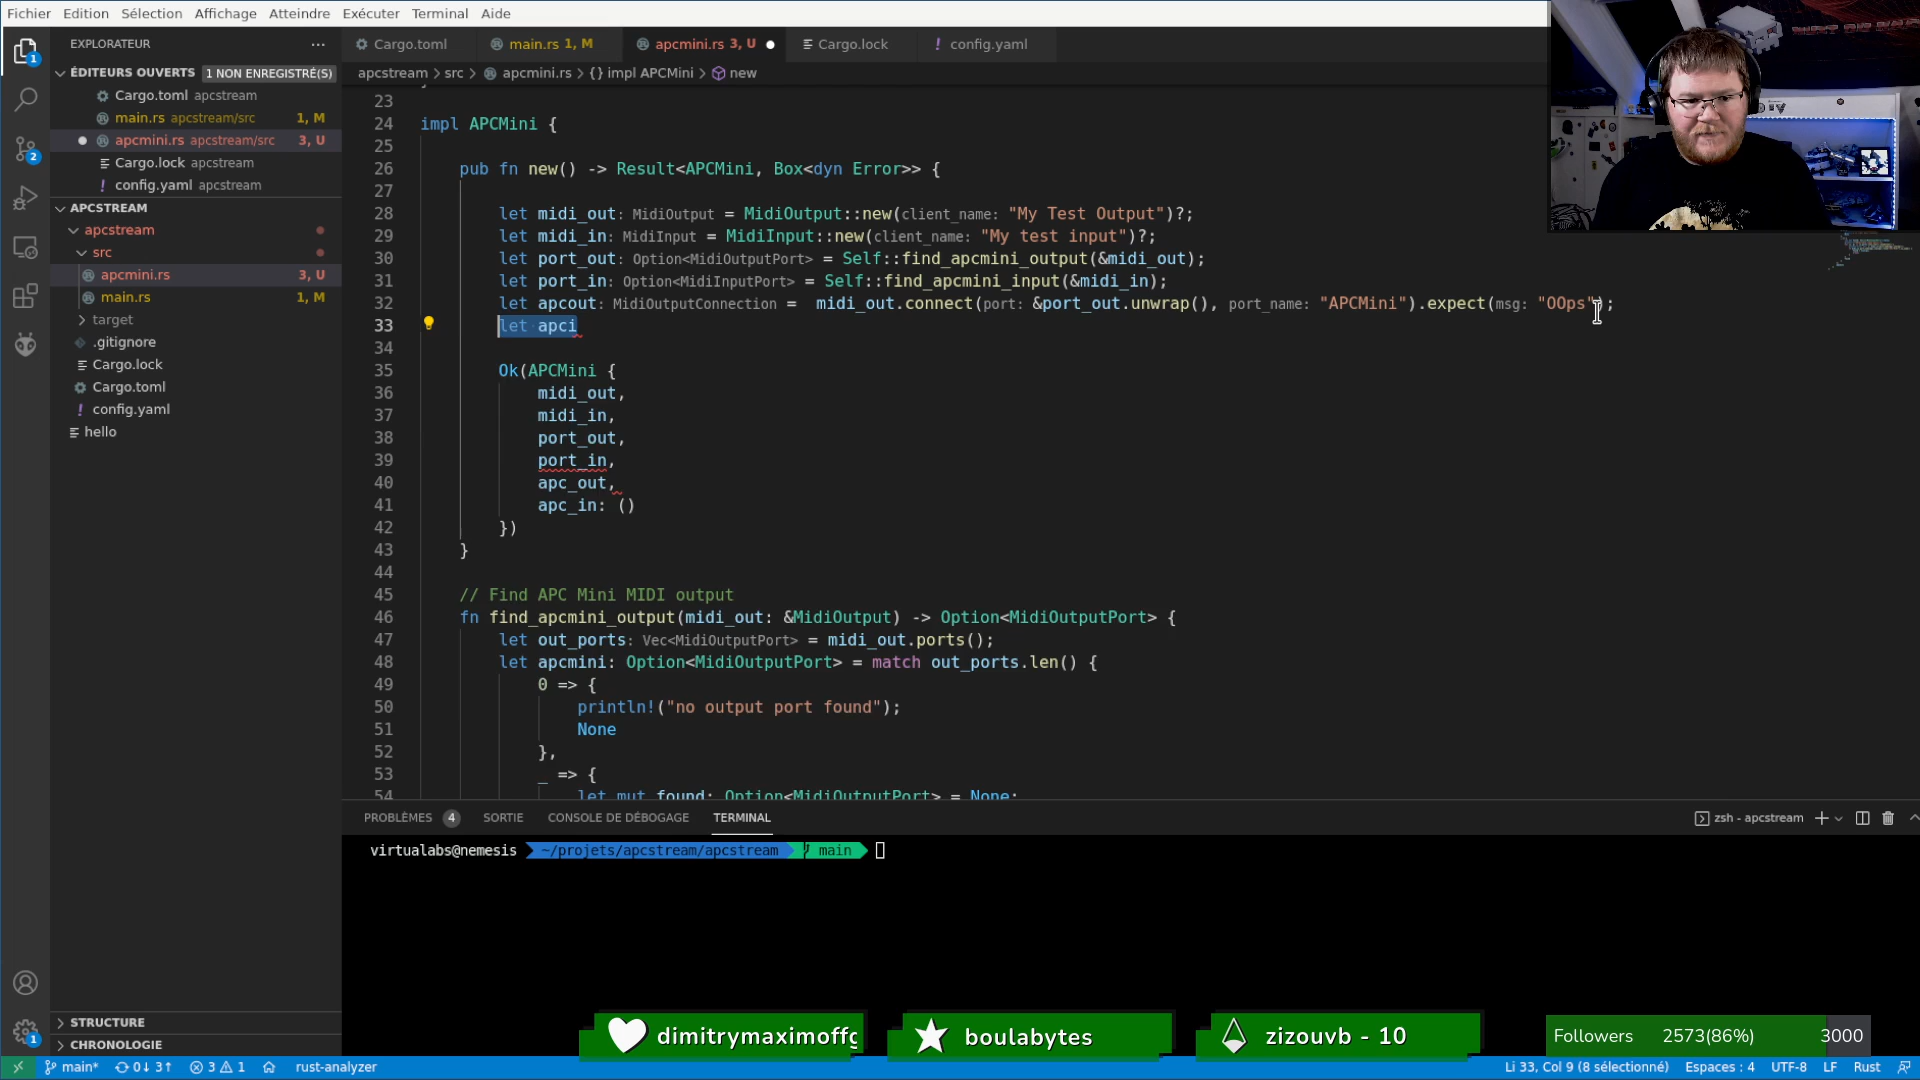 Fichier Edition Sélection Affichage Atteindre Exécuter Terminal Aide
EXPLORATEUR
ÉDITEURS OUVERTS 1 NON ENREGISTRÉ(S)
Cargo.toml apcstream
main.rs apcstream/src 1, M
apcmini.rs apcstream/src 3, U
Cargo.lock apcstream
! config.yaml apcstream
APCSTREAM
apcstream
src
apcmini.rs 3, U
main.rs 1, M
target
.gitignore
Cargo.lock
Cargo.toml
! config.yaml
hello
STRUCTURE
CHRONOLOGIE
1
2
1
Cargo.toml main.rs 1, M apcmini.rs 3, U Cargo.lock ! config.yaml
apcstream > src > apcmini.rs > {} impl APCMini > new
23
24 impl APCMini {
25
26 pub fn new() -> Result<APCMini, Box<dyn Error>> {
27
28 let midi_out: MidiOutput = MidiOutput::new(client_name: "My Test Output")?;
29 let midi_in: MidiInput = MidiInput::new(client_name: "My test input")?;
30 let port_out: Option<MidiOutputPort> = Self::find_apcmini_output(&midi_out);
31 let port_in: Option<MidiInputPort> = Self::find_apcmini_input(&midi_in);
32 let apcout: MidiOutputConnection = midi_out.connect(port: &port_out.unwrap(), port_name: "APCMini").expect(msg: "OOps");
33 let apci
34
35 Ok(APCMini {
36 midi_out,
37 midi_in,
38 port_out,
39 port_in,
40 apc_out,
41 apc_in: ()
42 })
43 }
44
45 // Find APC Mini MIDI output
46 fn find_apcmini_output(midi_out: &MidiOutput) -> Option<MidiOutputPort> {
47 let out_ports: Vec<MidiOutputPort> = midi_out.ports();
48 let apcmini: Option<MidiOutputPort> = match out_ports.len() {
49 0 => {
50 println!("no output port found");
51 None
52 },
53 _ => {
54 let mut found: Option<MidiOutputPort> = None;
PROBLÈMES 4 SORTIE CONSOLE DE DÉBOGAGE TERMINAL zsh - apcstream
virtualabs@nemesis ~/projets/apcstream/apcstream main
dimitrymaximoffc boulabytes zizouvb - 10 Followers 2573(86%) 3000
main* 0↓ 3↑ 3 1 rust-analyzer Li 33, Col 9 (8 sélectionné) Espaces : 4 UTF-8 LF Rust